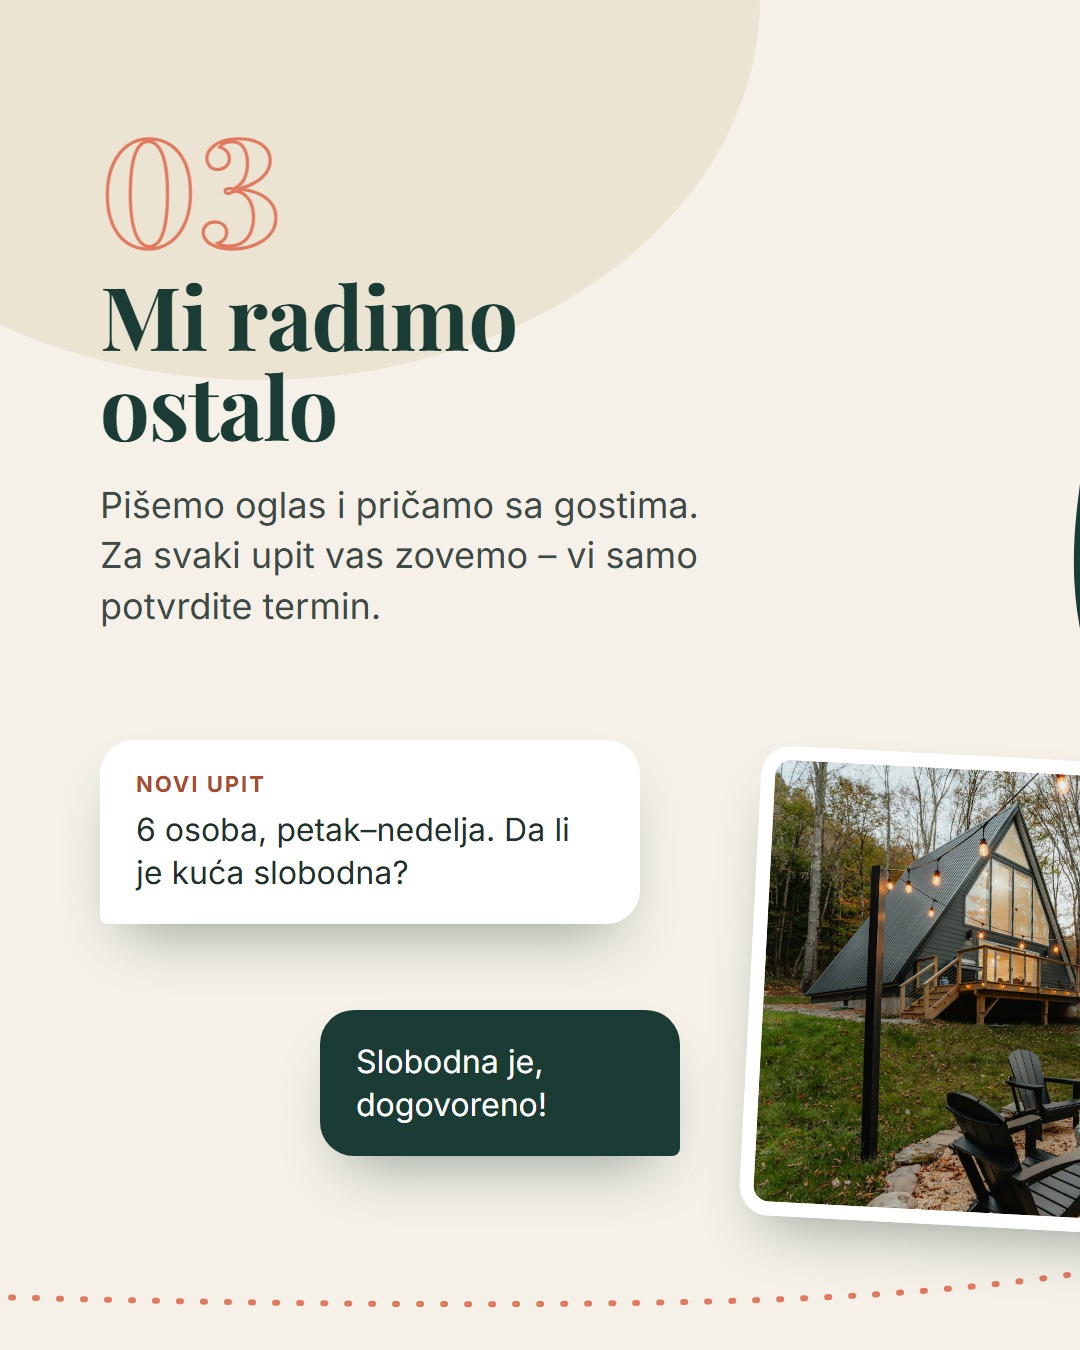 03
Mi radimo
ostalo
Pišemo oglas i pričamo sa gostima.
Za svaki upit vas zovemo – vi samo
potvrdite termin.
NOVI UPIT
6 osoba, petak–nedelja. Da li
je kuća slobodna?
Slobodna je,
dogovoreno!